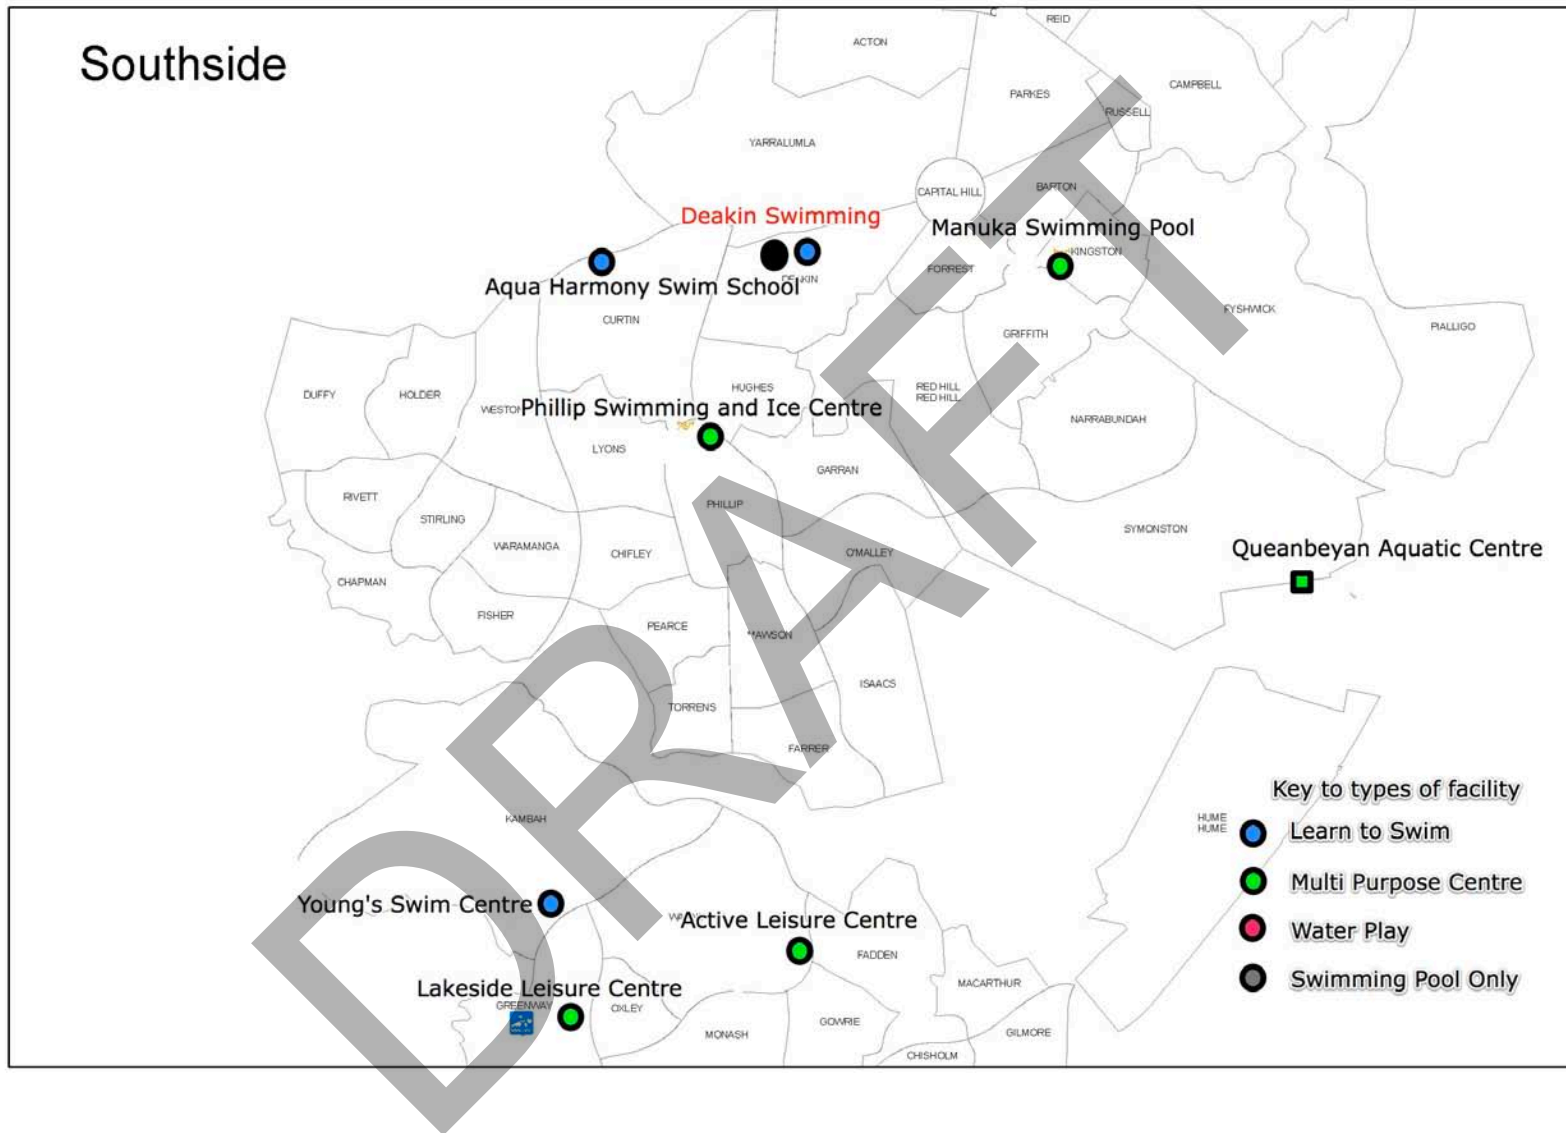 Southside
REID
ACTON
CAMPBELL
PARKES
RUSSELL
YARRALUMLA
BARTON
CAPITAL HILL
Deakin Swimming
Manuka Swimming Pool
KINGSTON
FORREST
DEAKIN
Aqua Harmony Swim School
FYSHWICK
CURTIN
PIALLIGO
GRIFFITH
HUGHES
RED HILL
RED HILL
DUFFY
HOLDER
WESTON
Phillip Swimming and Ice Centre
NARRABUNDAH
LYONS
GARRAN
RIVETT
PHILLIP
STIRLING
SYMONSTON
WARAMANGA
CHIFLEY
O'MALLEY
Queanbeyan Aquatic Centre
CHAPMAN
FISHER
PEARCE
MAWSON
ISAACS
TORRENS
FARRER
Key to types of facility
KAMBAH
HUME
HUME
Learn to Swim
Multi Purpose Centre
Young's Swim Centre
Active Leisure Centre
Water Play
FADDEN
Swimming Pool Only
MACARTHUR
Lakeside Leisure Centre
GREENWAY
OXLEY
MONASH
GOWRIE
GILMORE
CHISHOLM
DRAFT